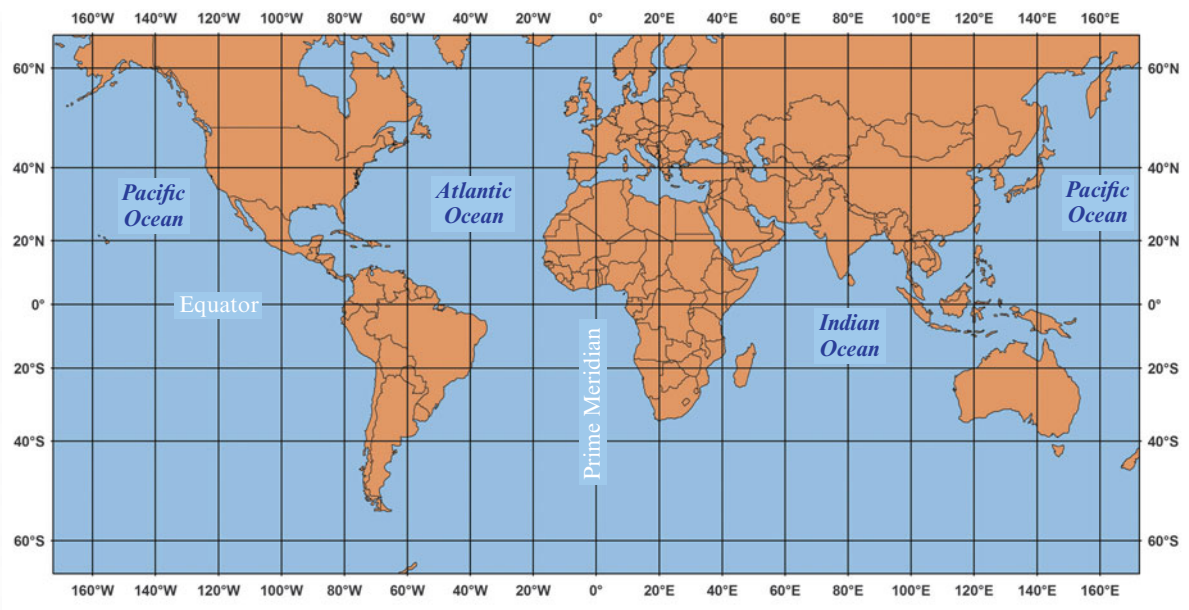 160°W 140°W 120°W 100°W 80°W 60°W 40°W 20°W 0° 20°E 40°E 60°E 80°E 100°E 120°E 140°E 160°E
60°N 60°N
40°N 40°N
Pacific
Ocean
Atlantic
Ocean
Pacific
Ocean
20°N 20°N
0° Equator 0°
Indian
Ocean
Prime Meridian
20°S 20°S
40°S 40°S
60°S 60°S
160°W 140°W 120°W 100°W 80°W 60°W 40°W 20°W 0° 20°E 40°E 60°E 80°E 100°E 120°E 140°E 160°E